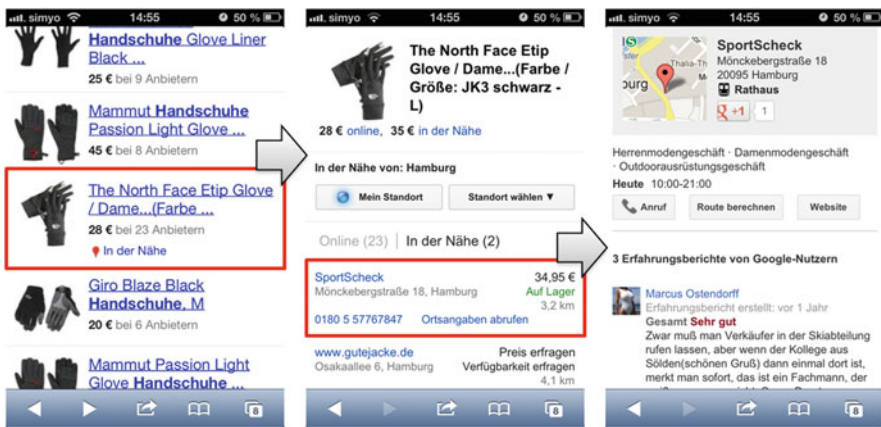 simyo 14:55 50 %
Handschuhe Glove Liner
Black ...
25 € bei 9 Anbietern
Mammut Handschuhe
Passion Light Glove ...
45 € bei 8 Anbietern
The North Face Etip Glove
/ Dame...(Farbe ...
28 € bei 23 Anbietern
In der Nähe
Giro Blaze Black
Handschuhe, M
20 € bei 6 Anbietern
Mammut Passion Light
Glove Handschuhe ...
8
simyo 14:55 50 %
The North Face Etip
Glove / Dame...(Farbe /
Größe: JK3 schwarz -
L)
28 € online, 35 € in der Nähe
In der Nähe von: Hamburg
Mein Standort Standort wählen ▼
Online (23) | In der Nähe (2)
SportScheck 34,95 €
Mönckebergstraße 18, Hamburg Auf Lager
3,2 km
0180 5 57767847 Ortsangaben abrufen
www.gutejacke.de Preis erfragen
Osakaallee 6, Hamburg Verfügbarkeit erfragen
4,1 km
8
simyo 14:55 50 %
SportScheck
Mönckebergstraße 18
20095 Hamburg
Rathaus
+1 1
Thalia-Th
burg
Herrenmodengeschäft · Damenmodengeschäft
· Outdoorausrüstungsgeschäft
Heute 10:00-21:00
Anruf Route berechnen Website
3 Erfahrungsberichte von Google-Nutzern
Marcus Ostendorff
Erfahrungsbericht erstellt: vor 1 Jahr
Gesamt Sehr gut
Zwar muß man Verkäufer in der Skiabteilung
rufen lassen, aber wenn der Kollege aus
Sölden(schönen Gruß) dann einmal dort ist,
merkt man sofort, das ist ein Fachmann, der
8